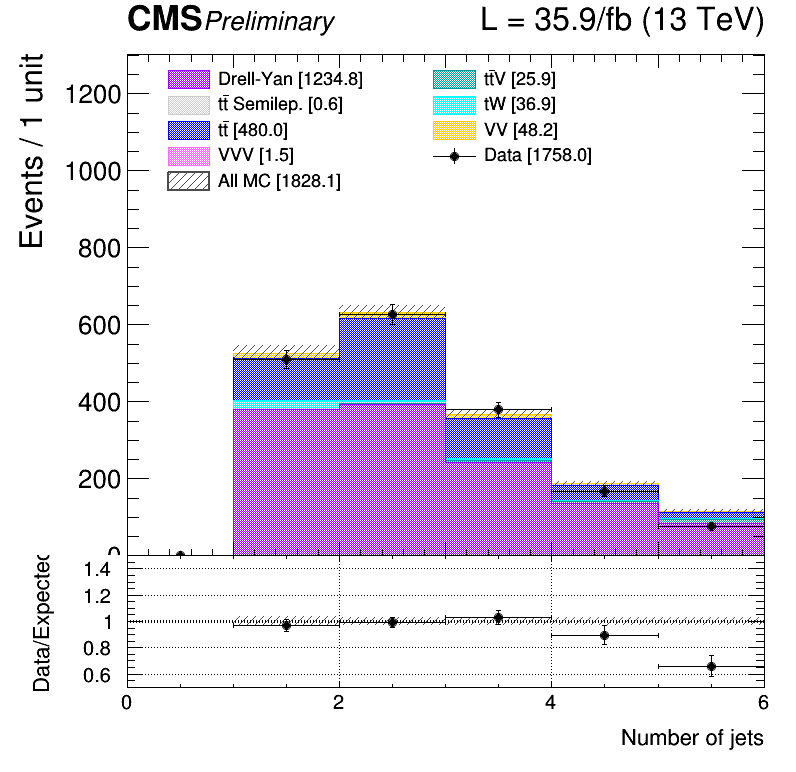 CMS Preliminary L = 35.9/fb (13 TeV)
Events / 1 unit
1200
1000
800
600
400
200
0
Drell-Yan [1234.8]
tt̄ Semilep. [0.6]
tt̄ [480.0]
VVV [1.5]
All MC [1828.1]
tt̄V [25.9]
tW [36.9]
VV [48.2]
Data [1758.0]
Data/Expected
1.4
1.2
1
0.8
0.6
0 2 4 6
Number of jets